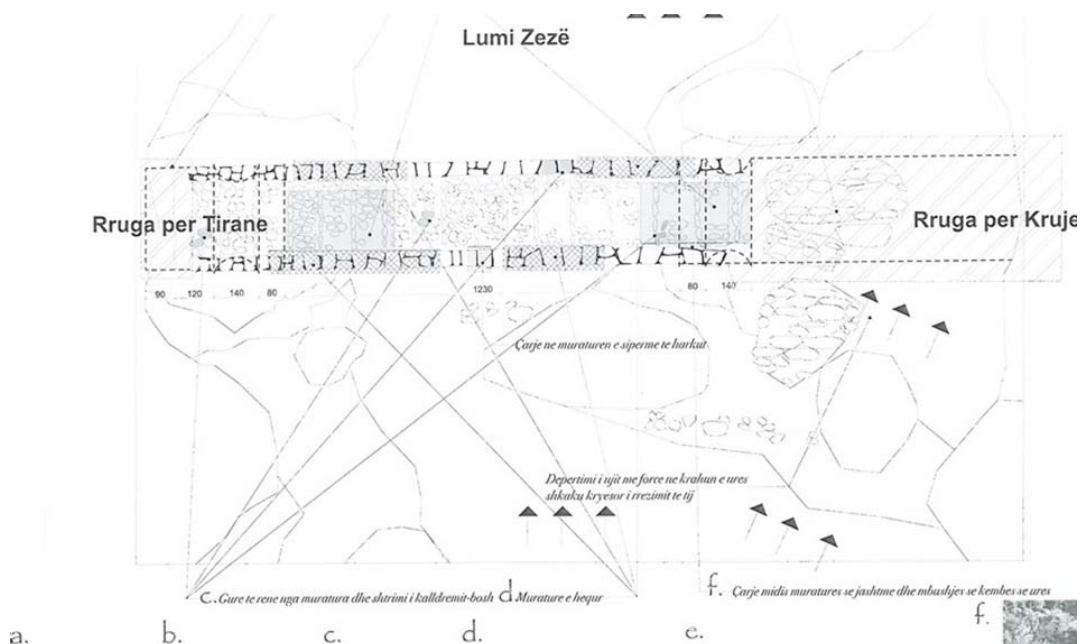 Lumi Zezë
Rruga per Tirane
Rruga per Kruje
90 120 140 80 1230 80 140
Çarje ne muraturen e siperme te harkut
Depertimi i ujit me force ne krahun e ures
shkaku kryesor i rrezimit te tij
c. Gure te rene nga muratura dhe shtrimi i kalldremit-bosh
d Murature e hequr
f. Çarje midis muratures se jashtme dhe mbushjes se kembes se ures
a. b. c. d. e. f.